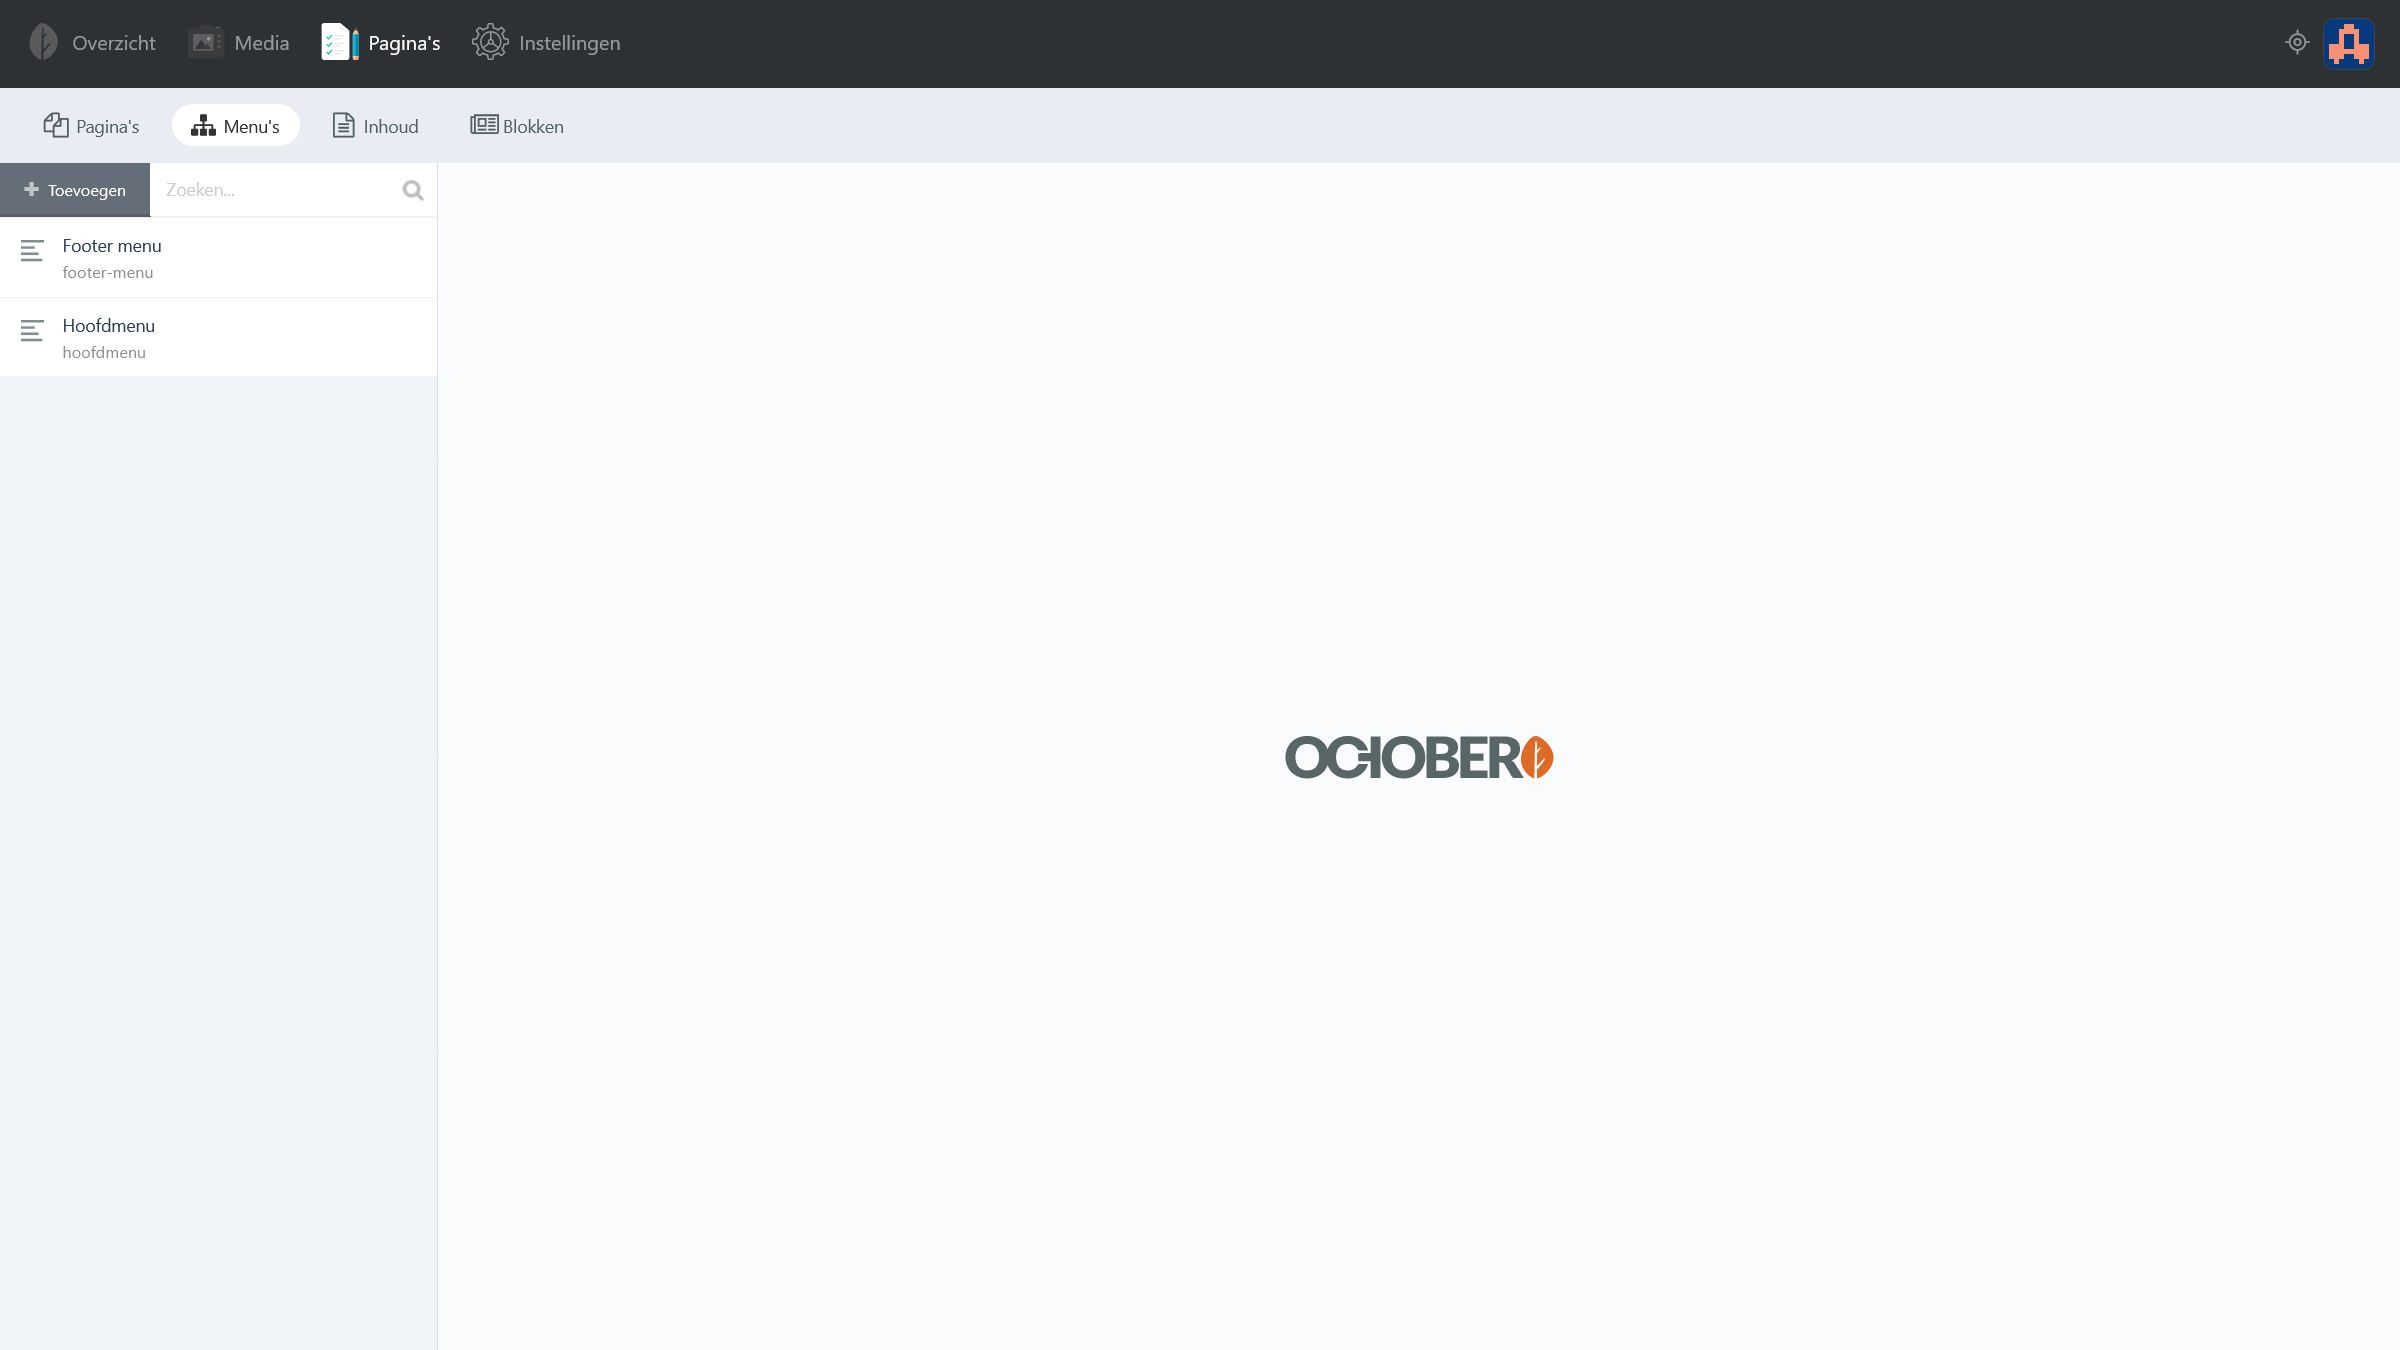 Overzicht
Media
Pagina's
Instellingen
Pagina's
Menu's
Inhoud
Blokken
Toevoegen
Zoeken...
Footer menu
footer-menu
Hoofdmenu
hoofdmenu
OCTOBER